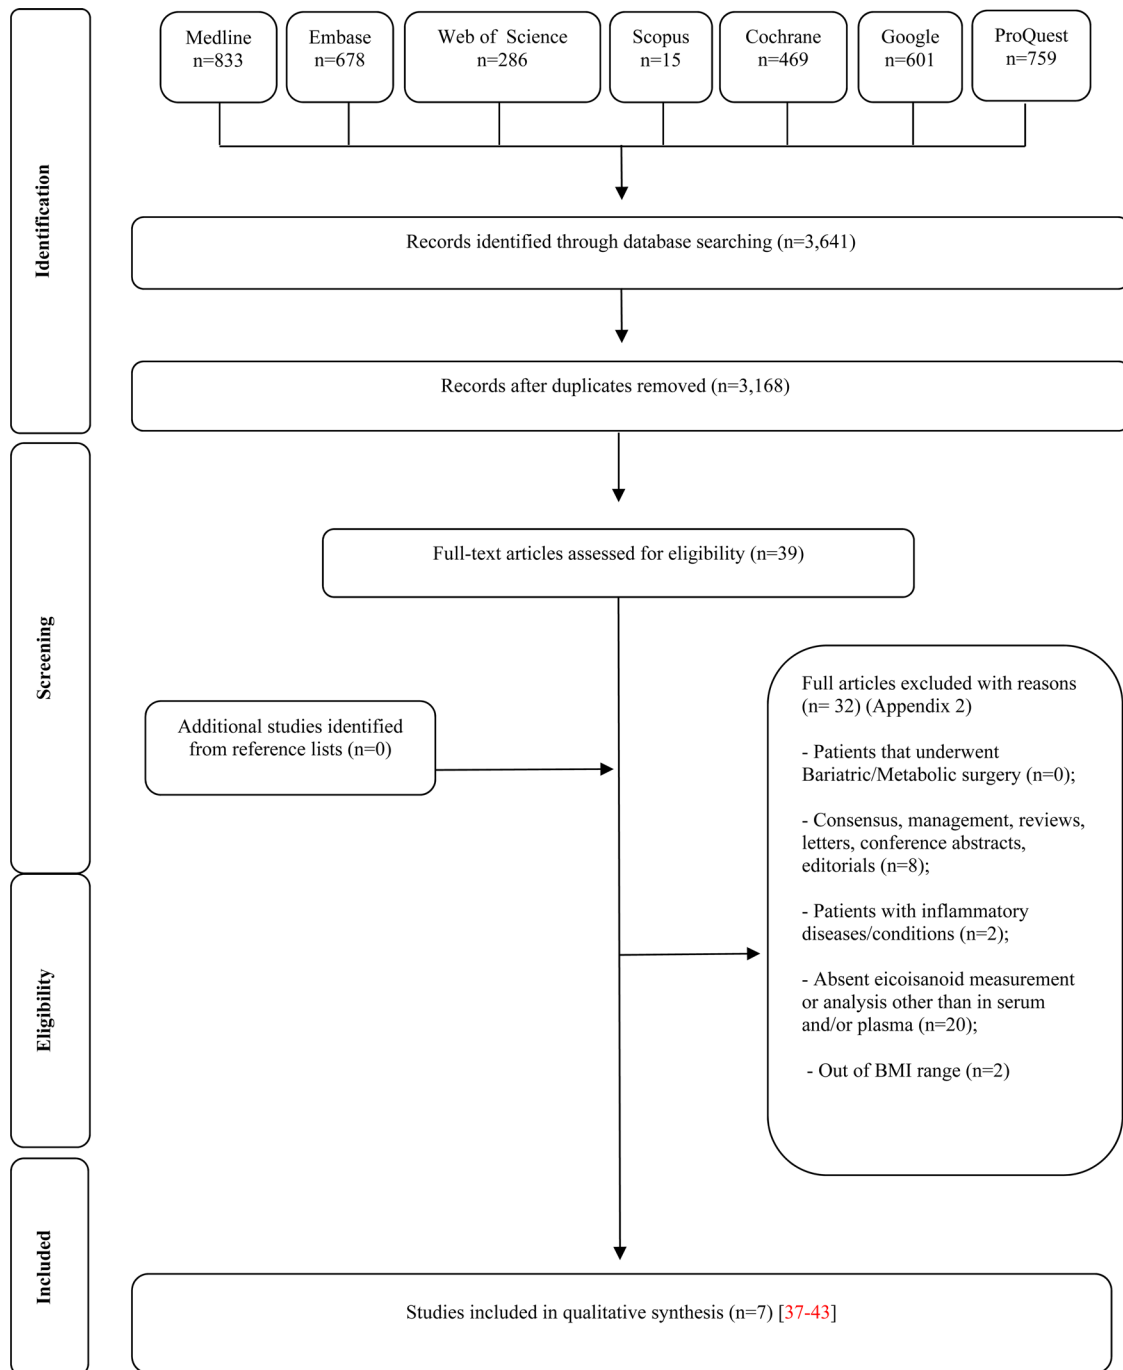 Medline
n=833
Embase
n=678
Web of Science
n=286
Scopus
n=15
Cochrane
n=469
Google
n=601
ProQuest
n=759
Identification
Records identified through database searching (n=3,641)
Records after duplicates removed (n=3,168)
Screening
Full-text articles assessed for eligibility (n=39)
Additional studies identified
from reference lists (n=0)
Full articles excluded with reasons
(n= 32) (Appendix 2)
- Patients that underwent
Bariatric/Metabolic surgery (n=0);
- Consensus, management, reviews,
letters, conference abstracts,
editorials (n=8);
- Patients with inflammatory
diseases/conditions (n=2);
- Absent eicoisanoid measurement
or analysis other than in serum
and/or plasma (n=20);
- Out of BMI range (n=2)
Eligibility
Included
Studies included in qualitative synthesis (n=7) [37-43]